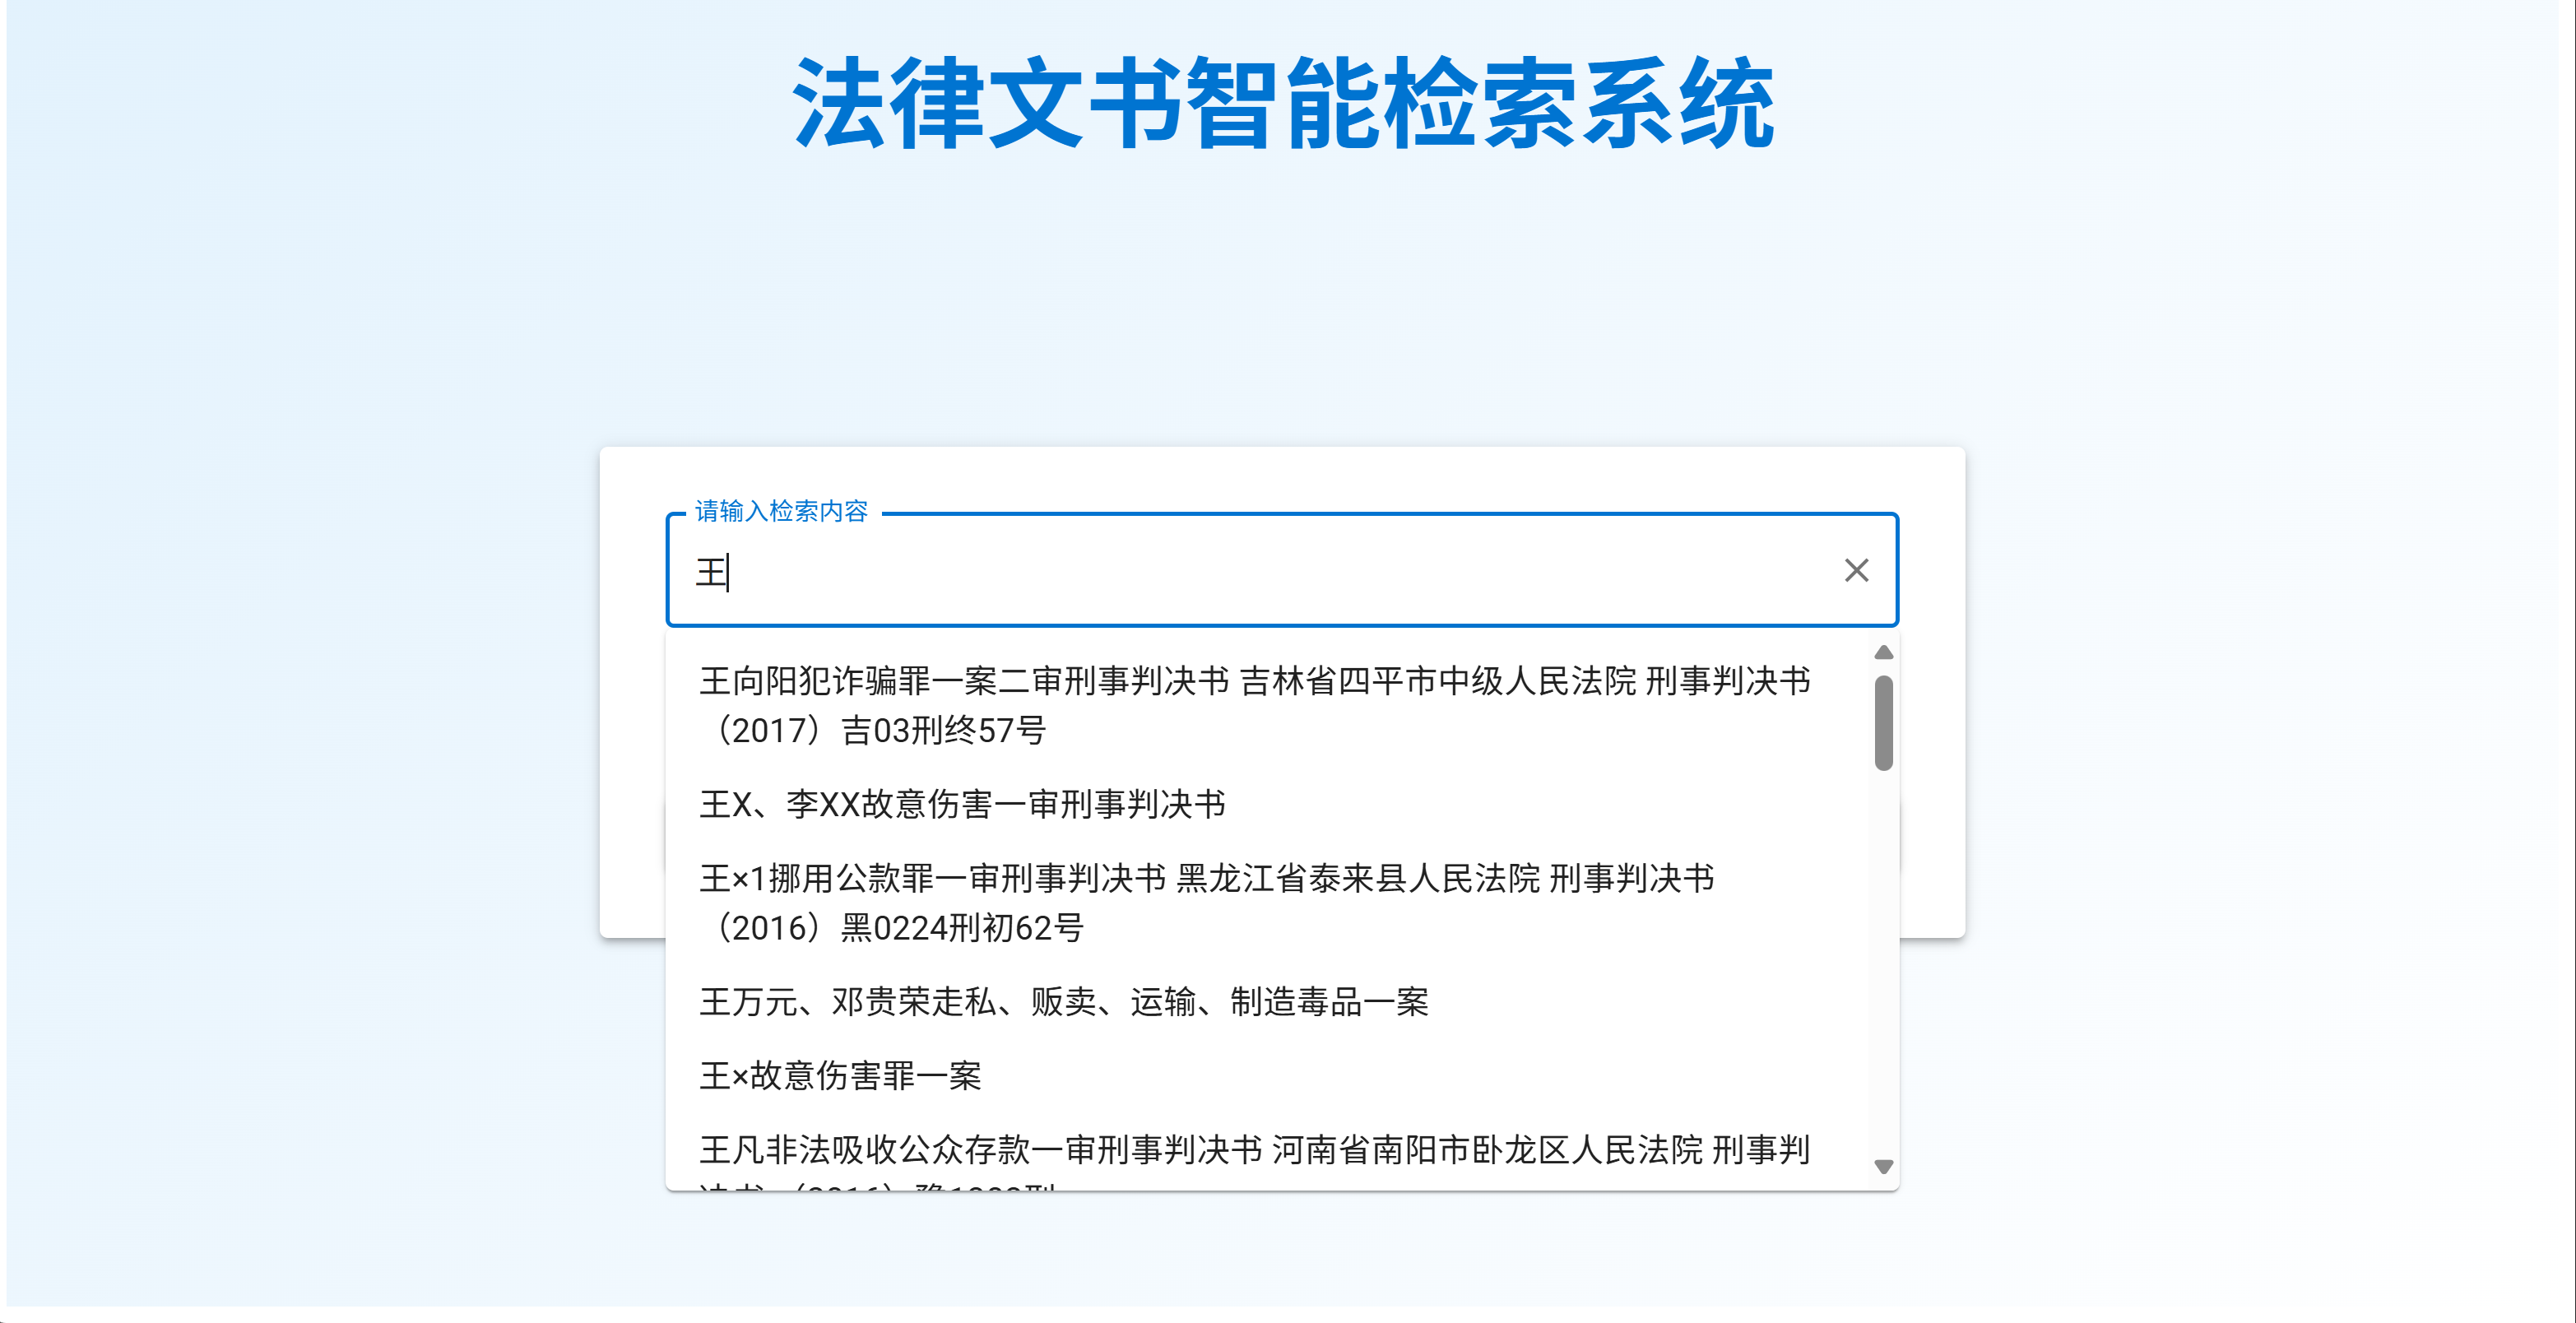 法律文书智能检索系统
请输入检索内容
王
王向阳犯诈骗罪一案二审刑事判决书 吉林省四平市中级人民法院 刑事判决书
（2017）吉03刑终57号
王X、李XX故意伤害一审刑事判决书
王×1挪用公款罪一审刑事判决书 黑龙江省泰来县人民法院 刑事判决书
（2016）黑0224刑初62号
王万元、邓贵荣走私、贩卖、运输、制造毒品一案
王×故意伤害罪一案
王凡非法吸收公众存款一审刑事判决书 河南省南阳市卧龙区人民法院 刑事判